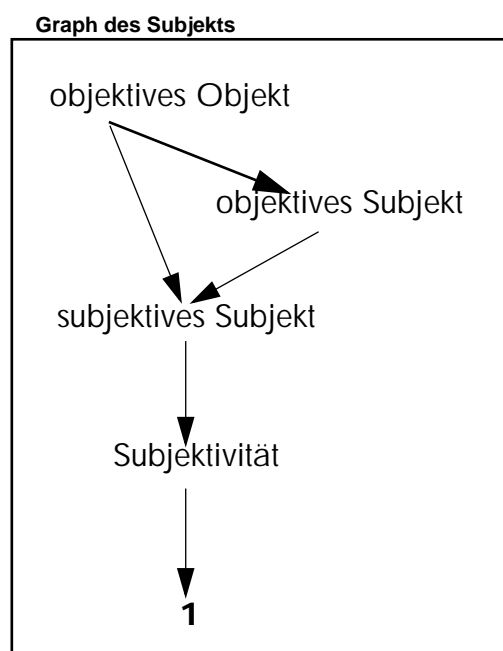 Graph des Subjekts
objektives Objekt
objektives Subjekt
subjektives Subjekt
Subjektivität
1